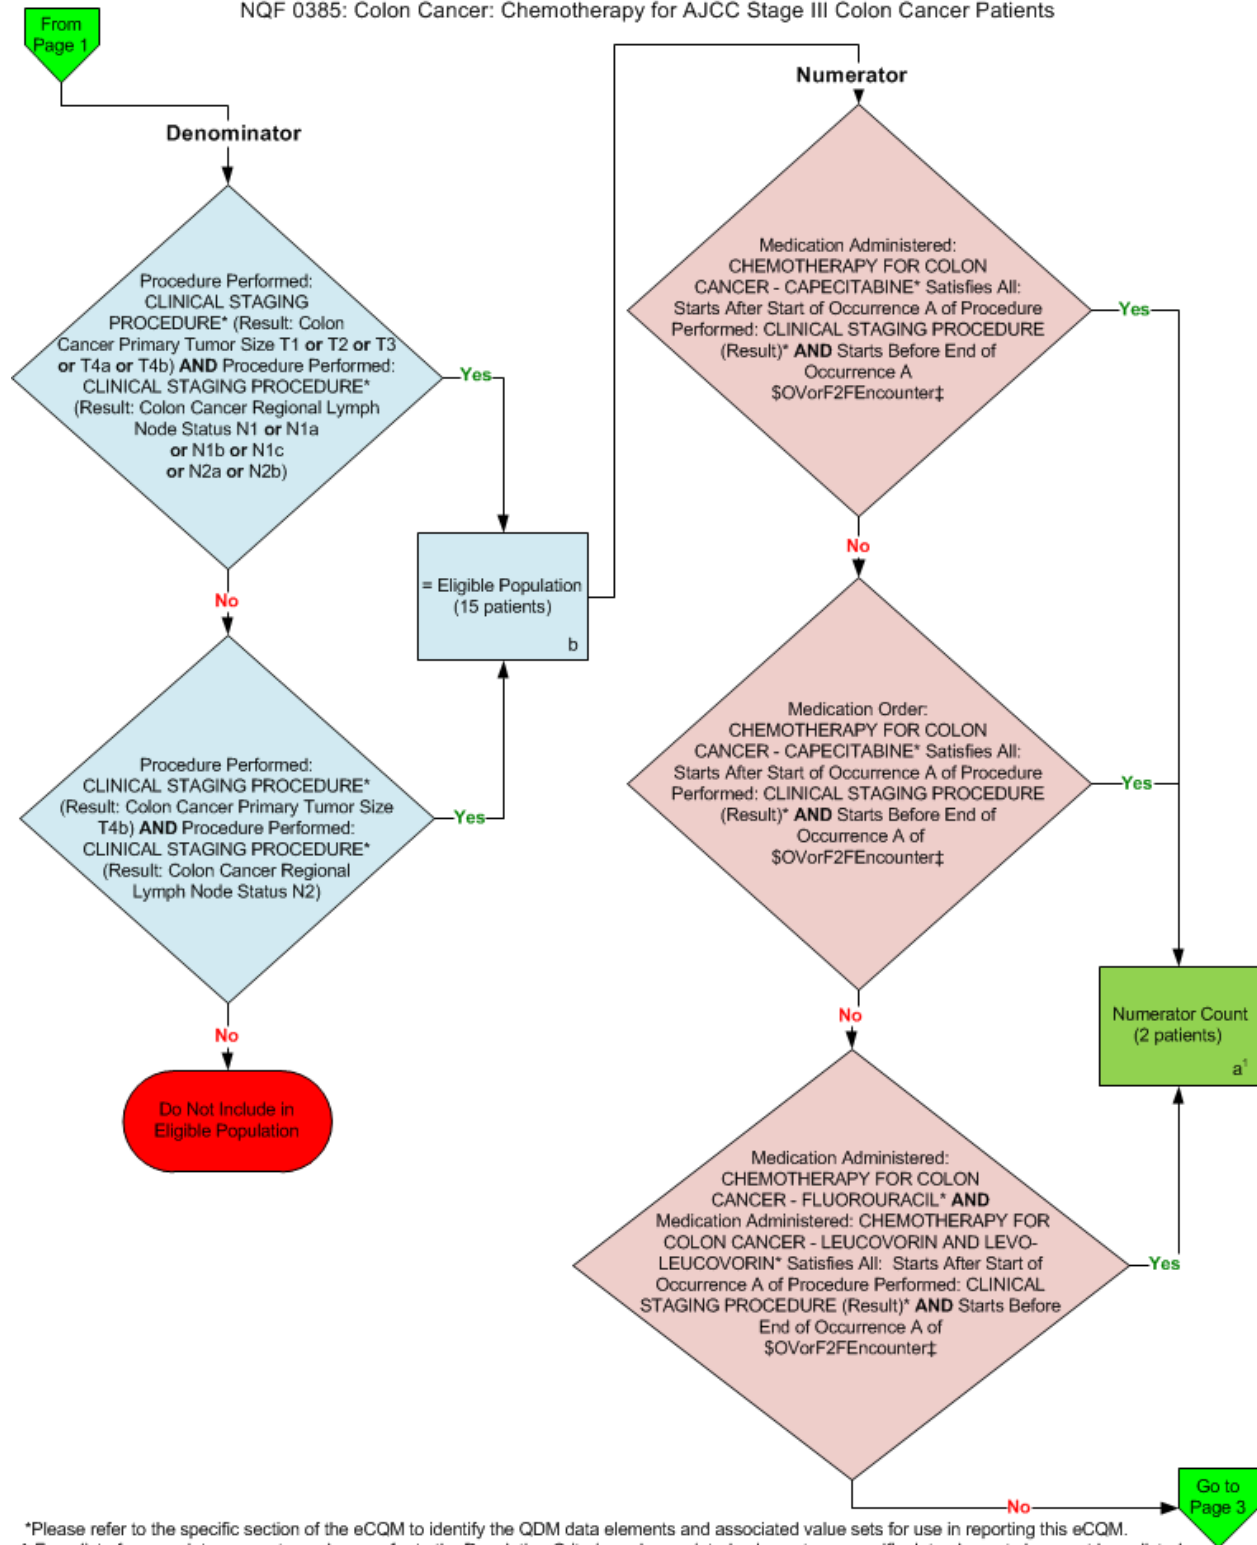 NQF 0385: Colon Cancer: Chemotherapy for AJCC Stage III Colon Cancer Patients
From
Page 1
Denominator
Procedure Performed:
CLINICAL STAGING
PROCEDURE* (Result: Colon
Cancer Primary Tumor Size T1 or T2 or T3
or T4a or T4b) AND Procedure Performed:
CLINICAL STAGING PROCEDURE*
(Result: Colon Cancer Regional Lymph
Node Status N1 or N1a
or N1b or N1c
or N2a or N2b)
Yes
No
Procedure Performed:
CLINICAL STAGING PROCEDURE*
(Result: Colon Cancer Primary Tumor Size
T4b) AND Procedure Performed:
CLINICAL STAGING PROCEDURE*
(Result: Colon Cancer Regional
Lymph Node Status N2)
Yes
No
Do Not Include in
Eligible Population
= Eligible Population
(15 patients)
b
Numerator
Medication Administered:
CHEMOTHERAPY FOR COLON
CANCER - CAPECITABINE* Satisfies All:
Starts After Start of Occurrence A of Procedure
Performed: CLINICAL STAGING PROCEDURE
(Result)* AND Starts Before End of
Occurrence A
$OVorF2FEncounter‡
Yes
No
Medication Order:
CHEMOTHERAPY FOR COLON
CANCER - CAPECITABINE* Satisfies All:
Starts After Start of Occurrence A of Procedure
Performed: CLINICAL STAGING PROCEDURE
(Result)* AND Starts Before End of
Occurrence A of
$OVorF2FEncounter‡
Yes
No
Numerator Count
(2 patients)
a¹
Medication Administered:
CHEMOTHERAPY FOR COLON
CANCER - FLUOROURACIL* AND
Medication Administered: CHEMOTHERAPY FOR
COLON CANCER - LEUCOVORIN AND LEVO-
LEUCOVORIN* Satisfies All: Starts After Start of
Occurrence A of Procedure Performed: CLINICAL
STAGING PROCEDURE (Result)* AND Starts Before
End of Occurrence A of
$OVorF2FEncounter‡
Yes
No
Go to
Page 3
*Please refer to the specific section of the eCQM to identify the QDM data elements and associated value sets for use in reporting this eCQM.